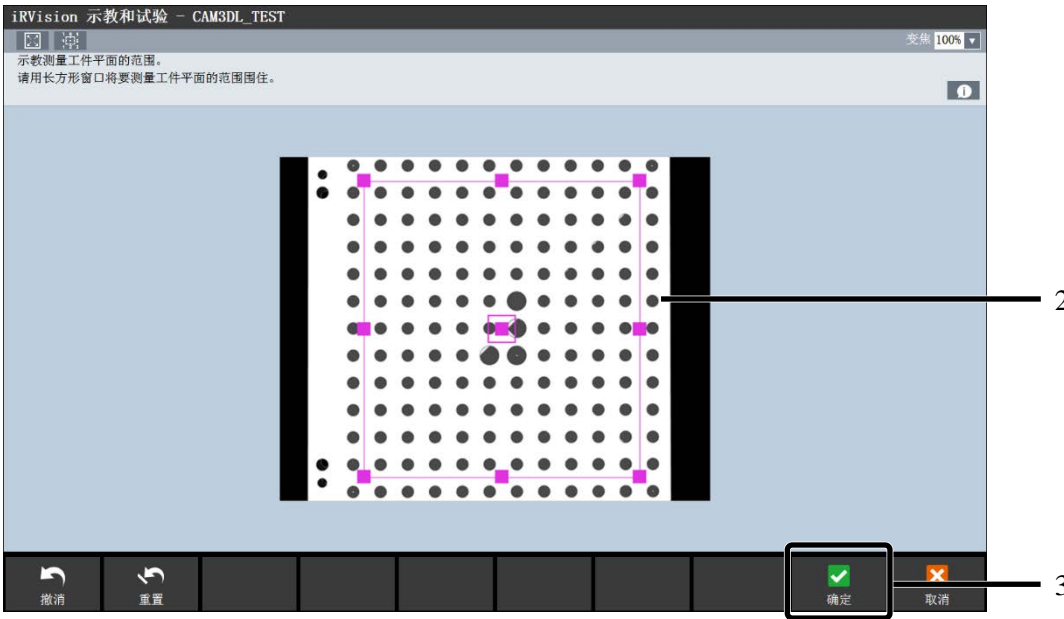 iRVision 示教和试验 - CAM3DL_TEST
变焦 100%
示教测量工件平面的范围。
请用长方形窗口将要测量工件平面的范围围住。
2
撤消 重置 确定 取消
3